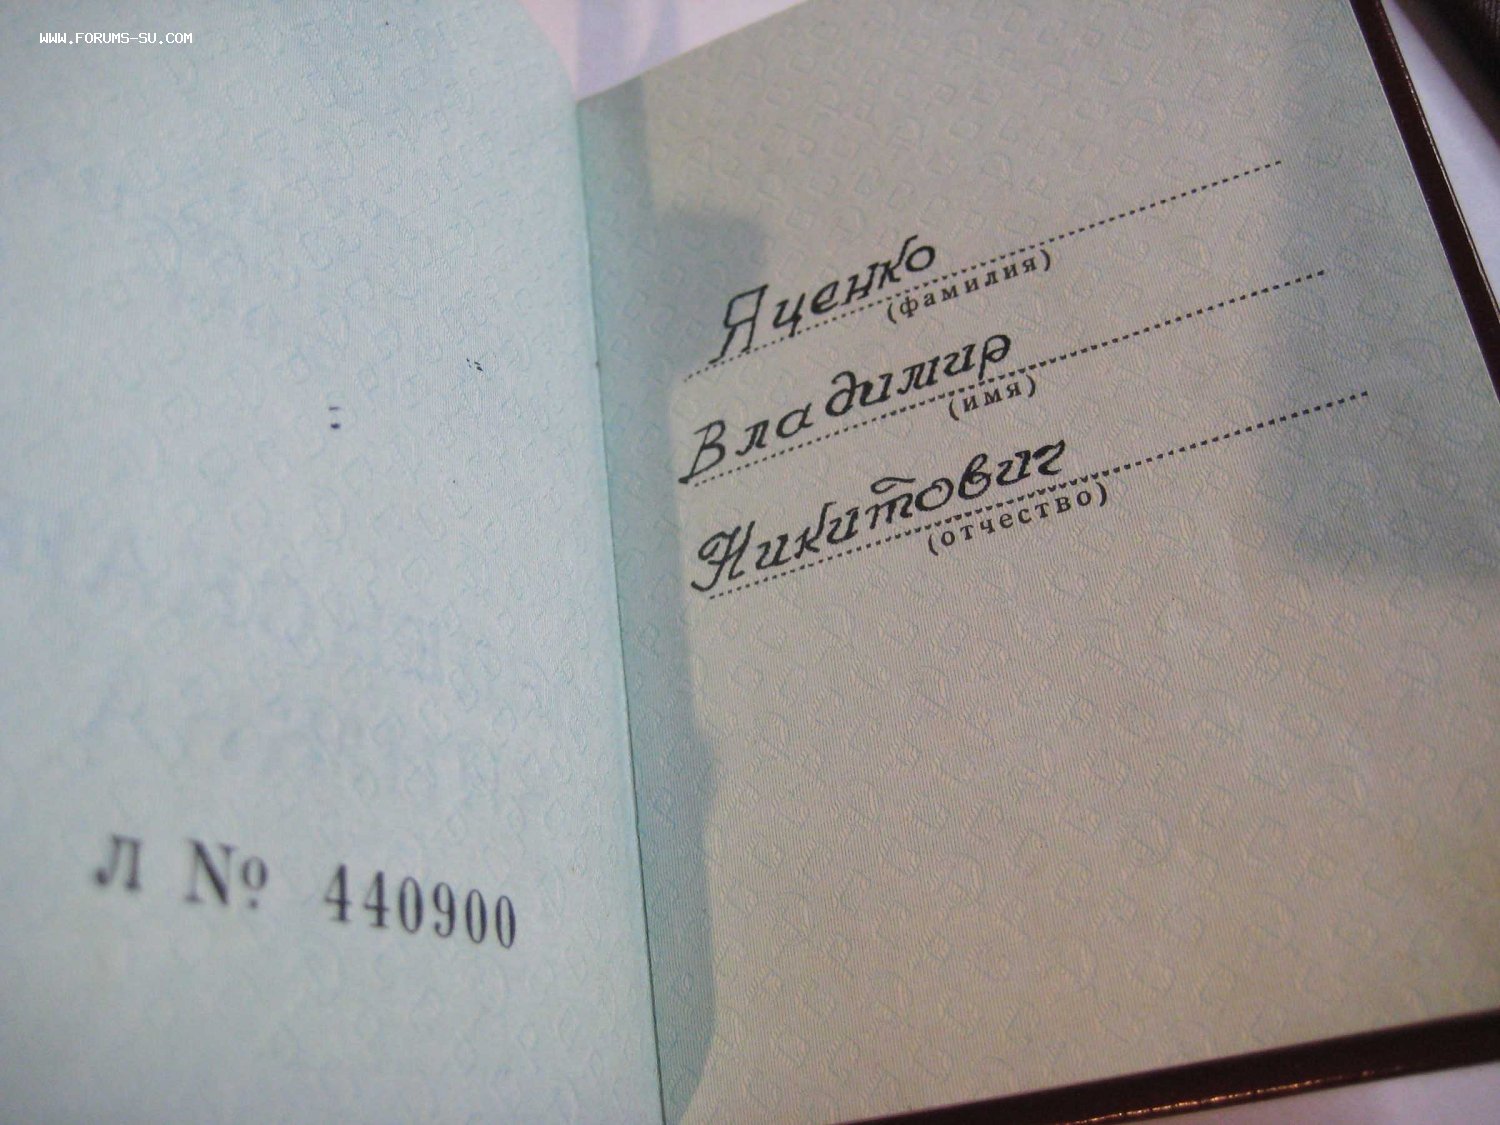 WWW.FORUMS-SU.COM
Л № 440900
Яценко
(фамилия)
Владимир
(имя)
Никитович
(отчество)